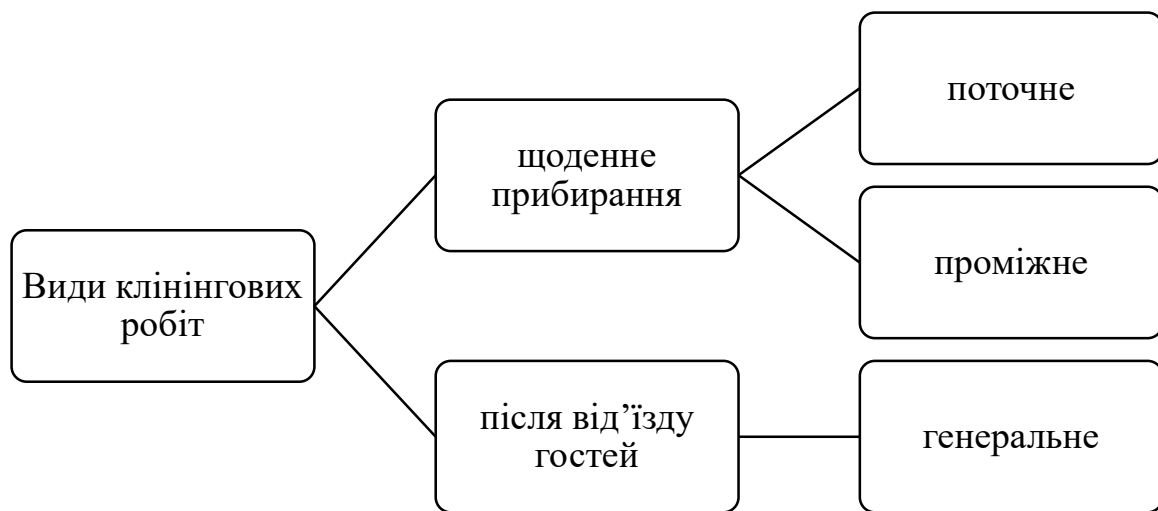 Види клінінгових
робіт
щоденне
прибирання
поточне
проміжне
після від’їзду
гостей
генеральне